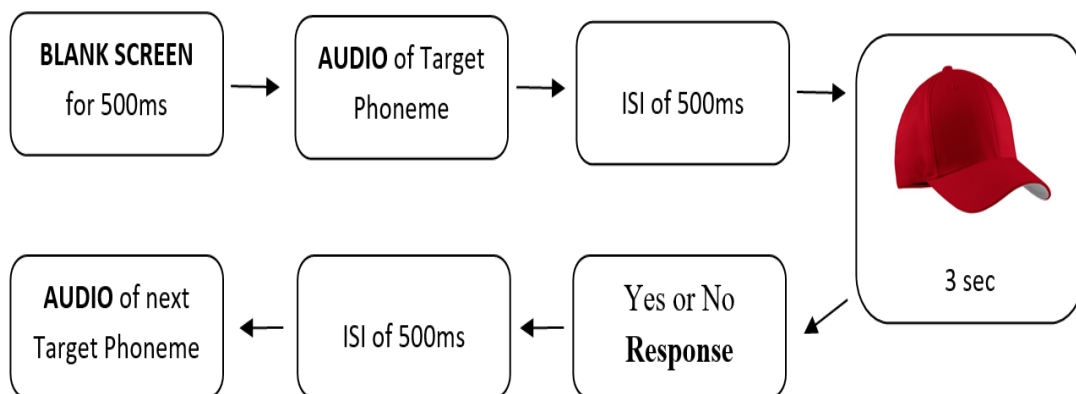 BLANK SCREEN
for 500ms
AUDIO of Target
Phoneme
ISI of 500ms
3 sec
Yes or No
Response
ISI of 500ms
AUDIO of next
Target Phoneme